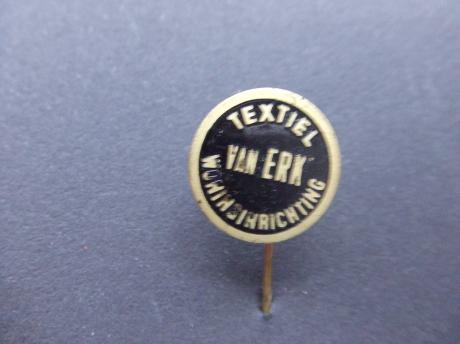 TEXTIEL
VAN ERK
WONINGINRICHTING